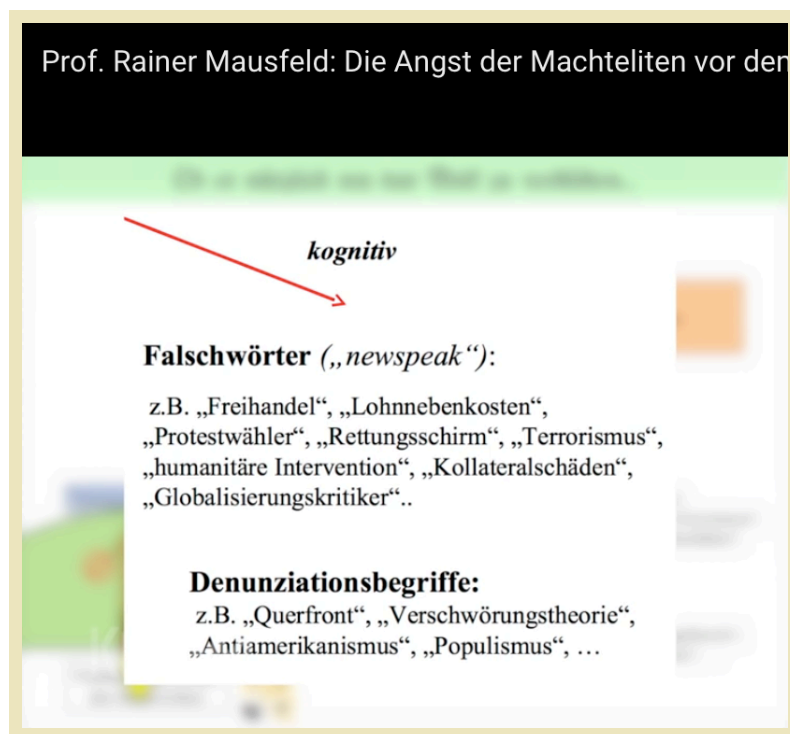 Prof. Rainer Mausfeld: Die Angst der Machteliten vor dem
kognitiv
Falschwörter („newspeak“):
z.B. „Freihandel“, „Lohnnebenkosten“,
„Protestwähler“, „Rettungsschirm“, „Terrorismus“,
„humanitäre Intervention“, „Kollateralschäden“,
„Globalisierungskritiker“..
Denunziationsbegriffe:
z.B. „Querfront“, „Verschwörungstheorie“,
„Antiamerikanismus“, „Populismus“, …